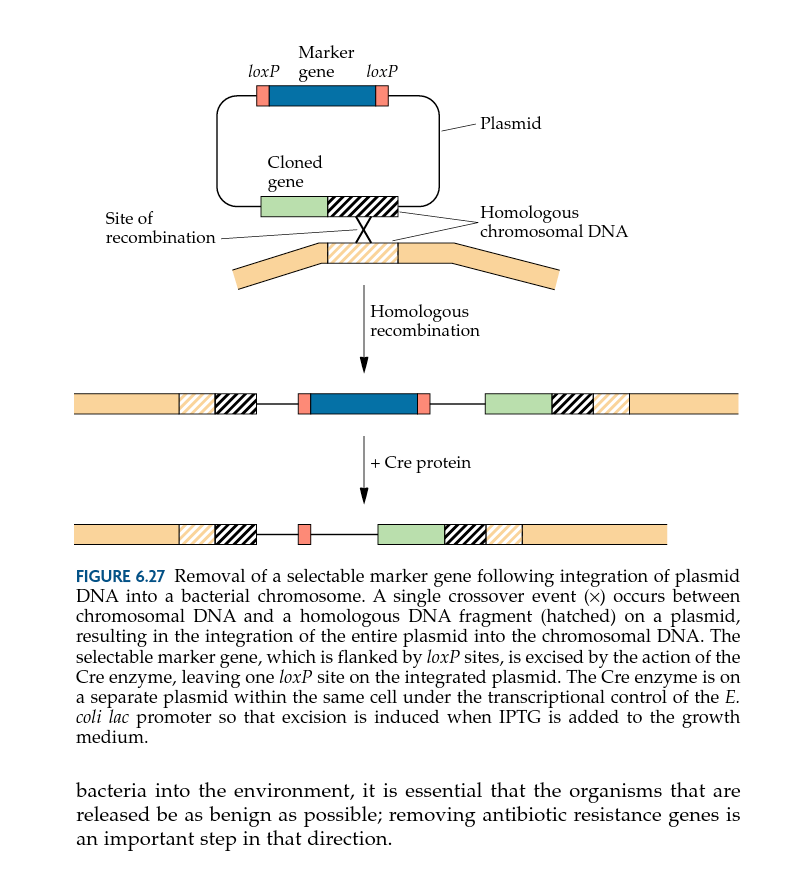 Marker
gene
loxP
loxP
Plasmid
Cloned
gene
Site of
recombination
Homologous
chromosomal DNA
Homologous
recombination
+ Cre protein
FIGURE 6.27 Removal of a selectable marker gene following integration of plasmid
DNA into a bacterial chromosome. A single crossover event (×) occurs between
chromosomal DNA and a homologous DNA fragment (hatched) on a plasmid,
resulting in the integration of the entire plasmid into the chromosomal DNA. The
selectable marker gene, which is flanked by loxP sites, is excised by the action of the
Cre enzyme, leaving one loxP site on the integrated plasmid. The Cre enzyme is on
a separate plasmid within the same cell under the transcriptional control of the E.
coli lac promoter so that excision is induced when IPTG is added to the growth
medium.
bacteria into the environment, it is essential that the organisms that are
released be as benign as possible; removing antibiotic resistance genes is
an important step in that direction.